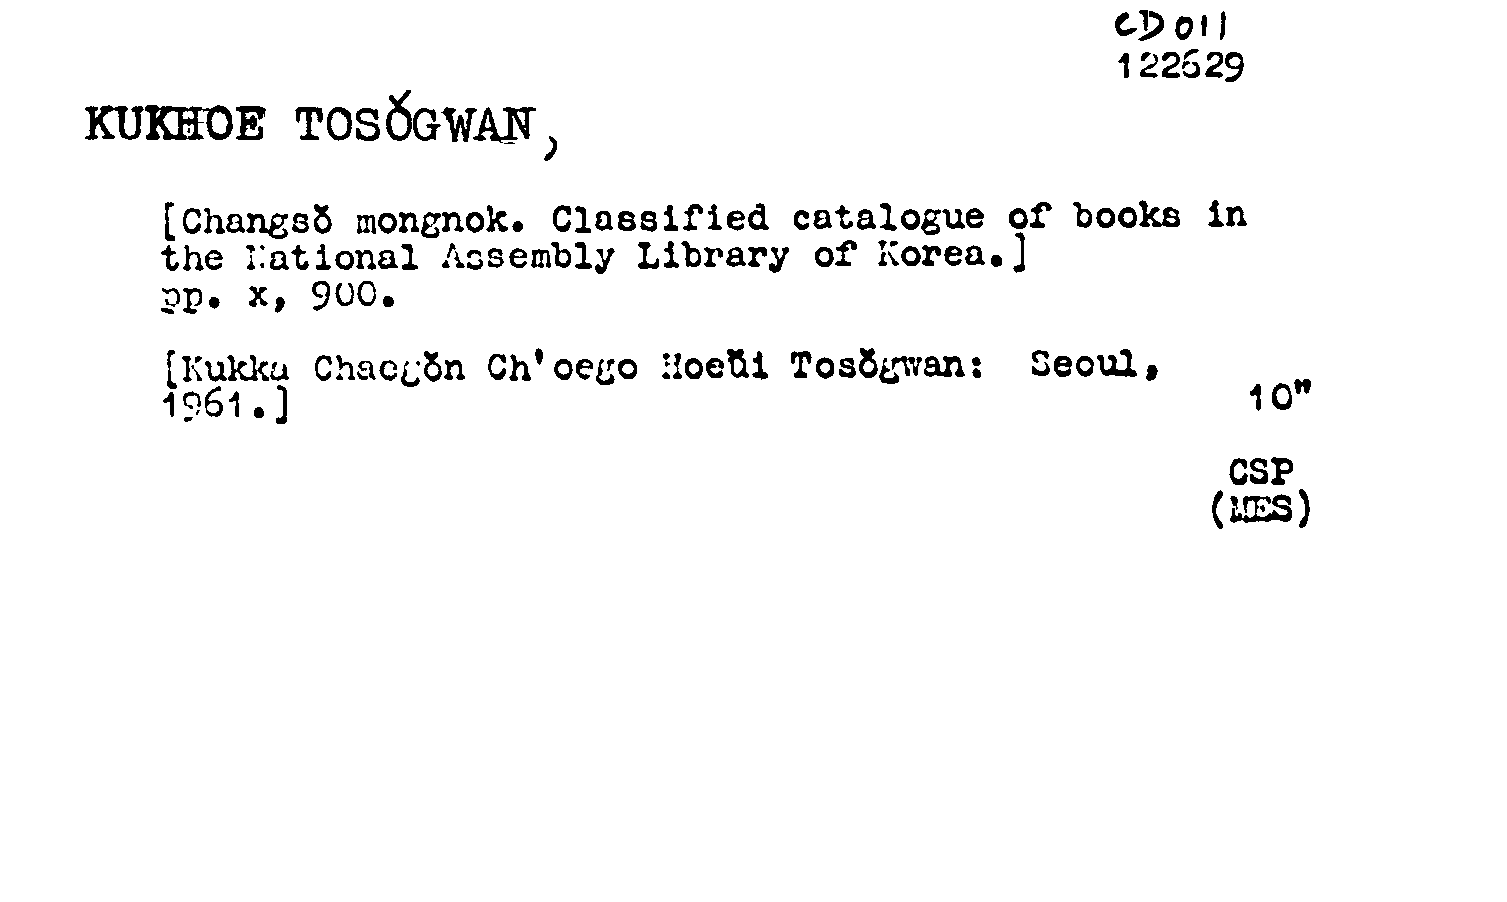 CD 011
122629
KUKHOE TOSŎGWAN,
[Changsŏ mongnok. Classified catalogue of books in
the National Assembly Library of Korea.]
pp. x, 900.
[Kukka Chaegŏn Ch'oego Hoeŭi Tosŏgwan: Seoul,
1961.]
10"
CSP
(MES)